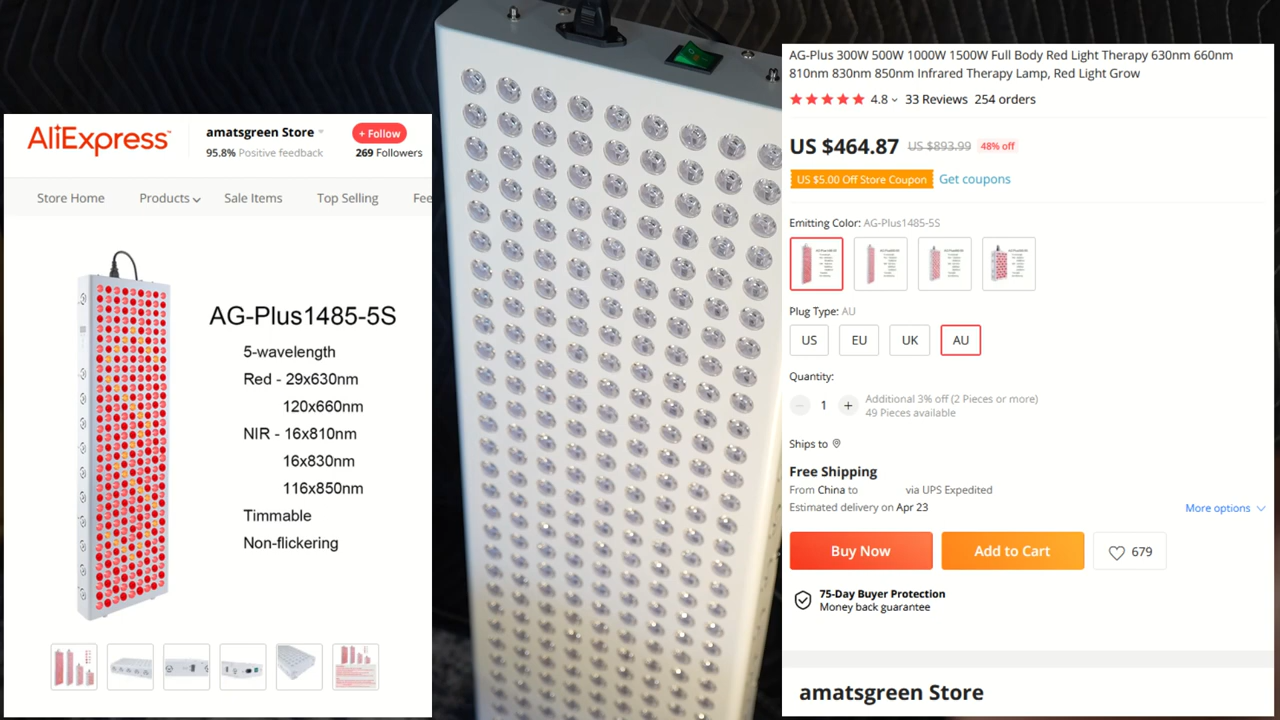 AliExpress™
amatsgreen Store
+ Follow
95.8% Positive feedback
269 Followers
Store Home
Products
Sale Items
Top Selling
Fee
AG-Plus1485-5S
5-wavelength
Red - 29x630nm
120x660nm
NIR - 16x810nm
16x830nm
116x850nm
Timmable
Non-flickering
AG-Plus 300W 500W 1000W 1500W Full Body Red Light Therapy 630nm 660nm
810nm 830nm 850nm Infrared Therapy Lamp, Red Light Grow
4.8 33 Reviews 254 orders
US $464.87 US $893.99 48% off
US $5.00 Off Store Coupon Get coupons
Emitting Color: AG-Plus1485-5S
Plug Type: AU
US EU UK AU
Quantity:
1 + Additional 3% off (2 Pieces or more)
49 Pieces available
Ships to
Free Shipping
From China to via UPS Expedited
Estimated delivery on Apr 23
More options
Buy Now Add to Cart 679
75-Day Buyer Protection
Money back guarantee
amatsgreen Store